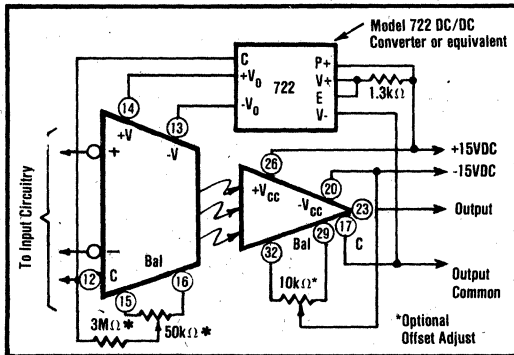 Model 722 DC/DC
Converter or equivalent
C
+VO
-VO
722
P+
V+
E
V-
1.3kΩ
14
13
+V
-V
+
-
To Input Circuitry
12
C
Bal
15
16
3MΩ*
50kΩ*
26
+VCC
20
-VCC
23
17
C
29
Bal
32
10kΩ*
+15VDC
-15VDC
Output
Output
Common
*Optional
Offset Adjust